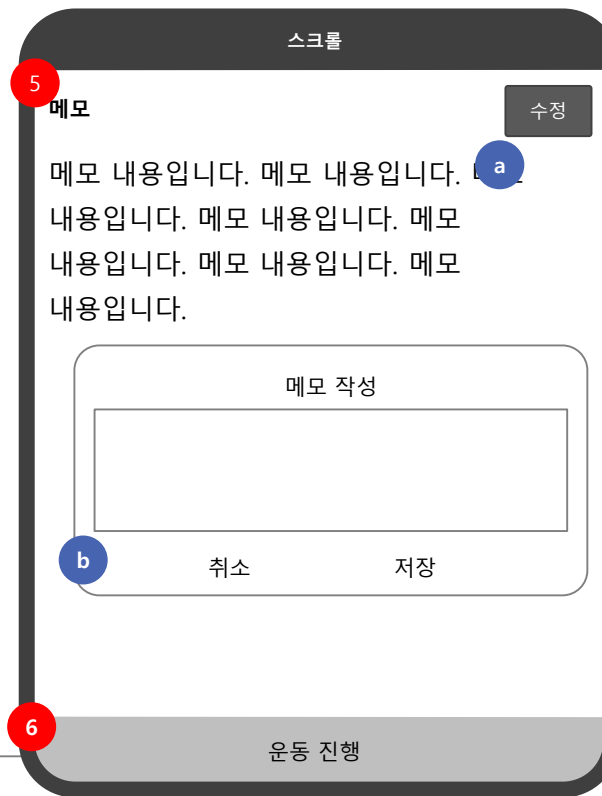 스크롤
5
메모
수정
a
메모 내용입니다. 메모 내용입니다.
내용입니다. 메모 내용입니다. 메모
내용입니다. 메모 내용입니다. 메모
내용입니다.
메모 작성
b
취소 저장
6
운동 진행